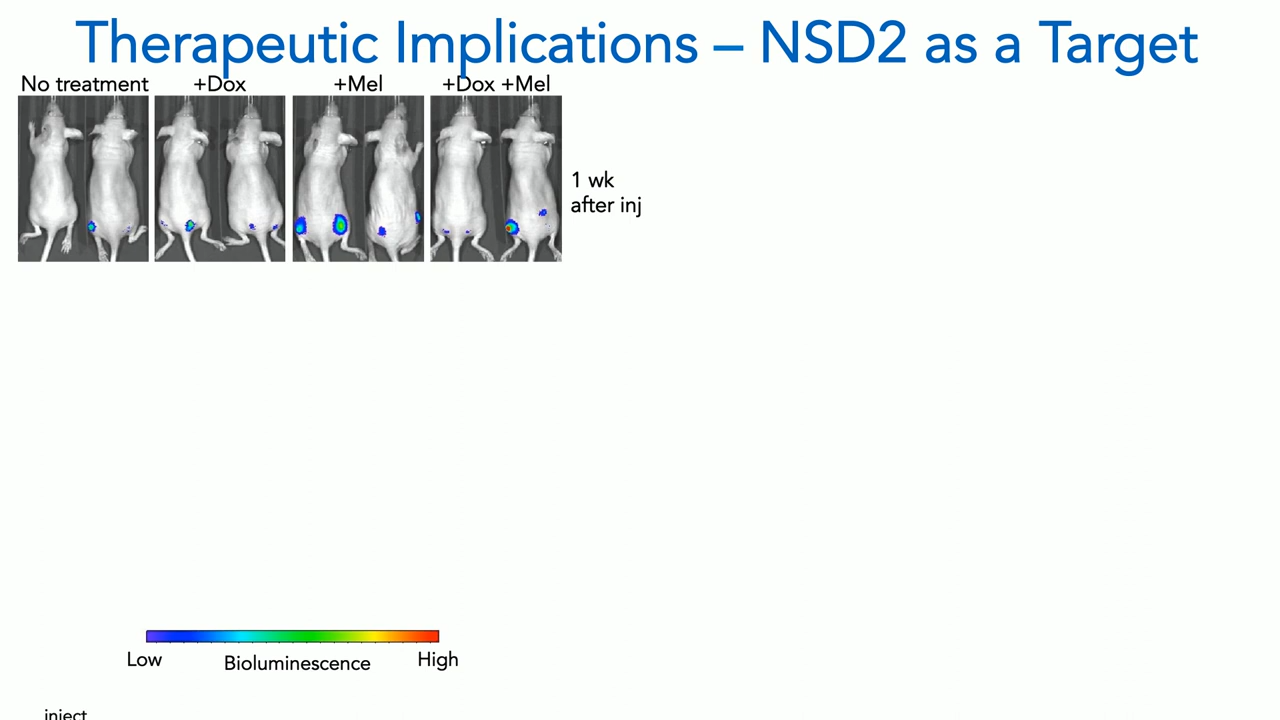 Therapeutic Implications – NSD2 as a Target
No treatment +Dox +Mel +Dox +Mel
1 wk
after inj
Low Bioluminescence High
inject